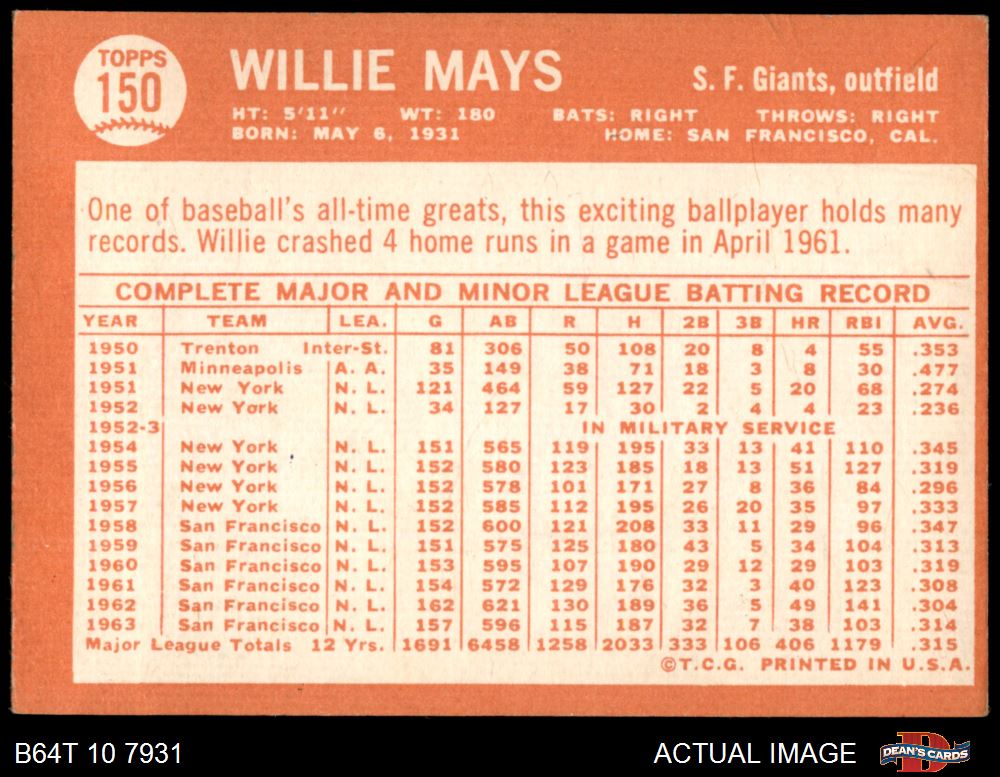 TOPPS
150
WILLIE MAYS
S. F. Giants, outfield
HT: 5'11" WT: 180 BATS: RIGHT THROWS: RIGHT
BORN: MAY 6, 1931 HOME: SAN FRANCISCO, CAL.
One of baseball's all-time greats, this exciting ballplayer holds many
records. Willie crashed 4 home runs in a game in April 1961.
COMPLETE MAJOR AND MINOR LEAGUE BATTING RECORD
YEAR TEAM LEA. G AB R H 2B 3B HR RBI AVG.
1950 Trenton Inter-St. 81 306 50 108 20 8 4 55 .353
1951 Minneapolis A. A. 35 149 38 71 18 3 8 30 .477
1951 New York N. L. 121 464 59 127 22 5 20 68 .274
1952 New York N. L. 34 127 17 30 2 4 4 23 .236
1952-3 IN MILITARY SERVICE
1954 New York N. L. 151 565 119 195 33 13 41 110 .345
1955 New York N. L. 152 580 123 185 18 13 51 127 .319
1956 New York N. L. 152 578 101 171 27 8 36 84 .296
1957 New York N. L. 152 585 112 195 26 20 35 97 .333
1958 San Francisco N. L. 152 600 121 208 33 11 29 96 .347
1959 San Francisco N. L. 151 575 125 180 43 5 34 104 .313
1960 San Francisco N. L. 153 595 107 190 29 12 29 103 .319
1961 San Francisco N. L. 154 572 129 176 32 3 40 123 .308
1962 San Francisco N. L. 162 621 130 189 36 5 49 141 .304
1963 San Francisco N. L. 157 596 115 187 32 7 38 103 .314
Major League Totals 12 Yrs. 1691 6458 1258 2033 333 106 406 1179 .315
©T.C.G. PRINTED IN U.S.A.
B64T 10 7931 ACTUAL IMAGE DEAN'S CARDS